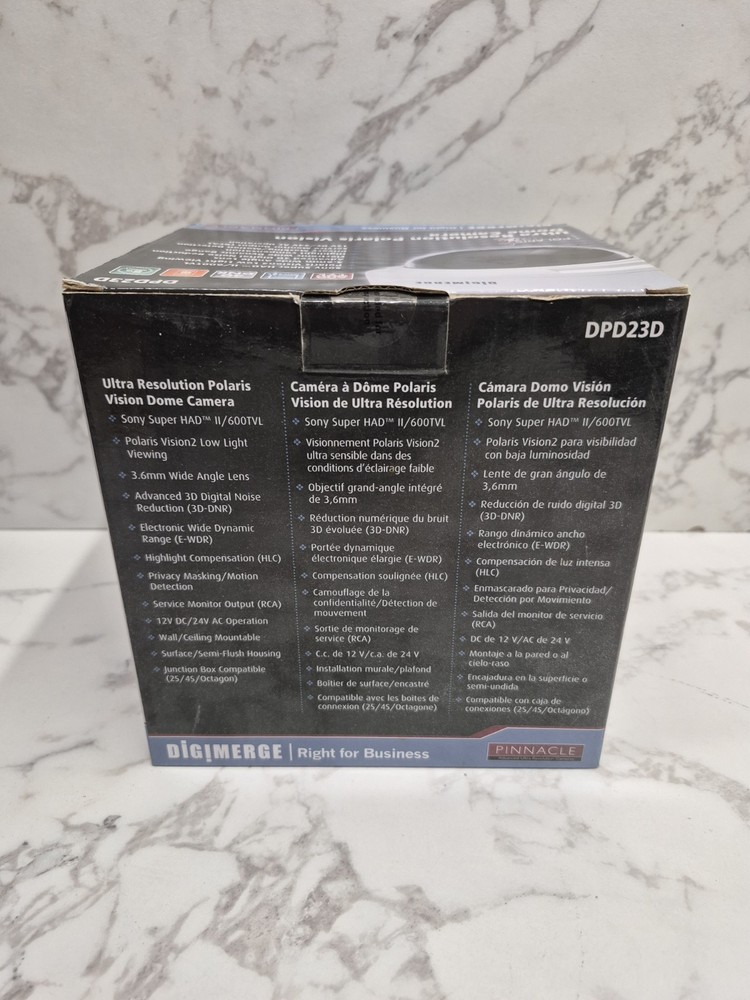 DPD23D
DIGIMERGE
DPD23D
Ultra Resolution Polaris
Vision Dome Camera
Sony Super HAD™ II/600TVL
Polaris Vision2 Low Light
Viewing
3.6mm Wide Angle Lens
Advanced 3D Digital Noise
Reduction (3D-DNR)
Electronic Wide Dynamic
Range (E-WDR)
Highlight Compensation (HLC)
Privacy Masking/Motion
Detection
Service Monitor Output (RCA)
12V DC/24V AC Operation
Wall/Ceiling Mountable
Surface/Semi-Flush Housing
Junction Box Compatible
(2S/4S/Octagon)
Caméra à Dôme Polaris
Vision de Ultra Résolution
Sony Super HAD™ II/600TVL
Visionnement Polaris Vision2
ultra sensible dans des
conditions d'éclairage faible
Objectif grand-angle intégré
de 3,6mm
Réduction numérique du bruit
3D évoluée (3D-DNR)
Portée dynamique
électronique élargie (E-WDR)
Compensation soulignée (HLC)
Camouflage de la
confidentialité/Détection de
mouvement
Sortie de monitorage de
service (RCA)
C.c. de 12 V/c.a. de 24 V
Installation murale/plafond
Boîtier de surface/encastré
Compatible avec les boîtes de
connexion (2S/4S/Octagone)
Cámara Domo Visión
Polaris de Ultra Resolución
Sony Super HAD™ II/600TVL
Polaris Vision2 para visibilidad
con baja luminosidad
Lente de gran ángulo de
3,6mm
Reducción de ruido digital 3D
(3D-DNR)
Rango dinámico ancho
electrónico (E-WDR)
Compensación de luz intensa
(HLC)
Enmascarado para Privacidad/
Detección por Movimiento
Salida del monitor de servicio
(RCA)
DC de 12 V/AC de 24 V
Montaje a la pared o al
cielo-raso
Encajadura en la superficie o
semi-undida
Compatible con caja de
conexiones (2S/4S/Octágono)
DIGIMERGE | Right for Business
PINNACLE